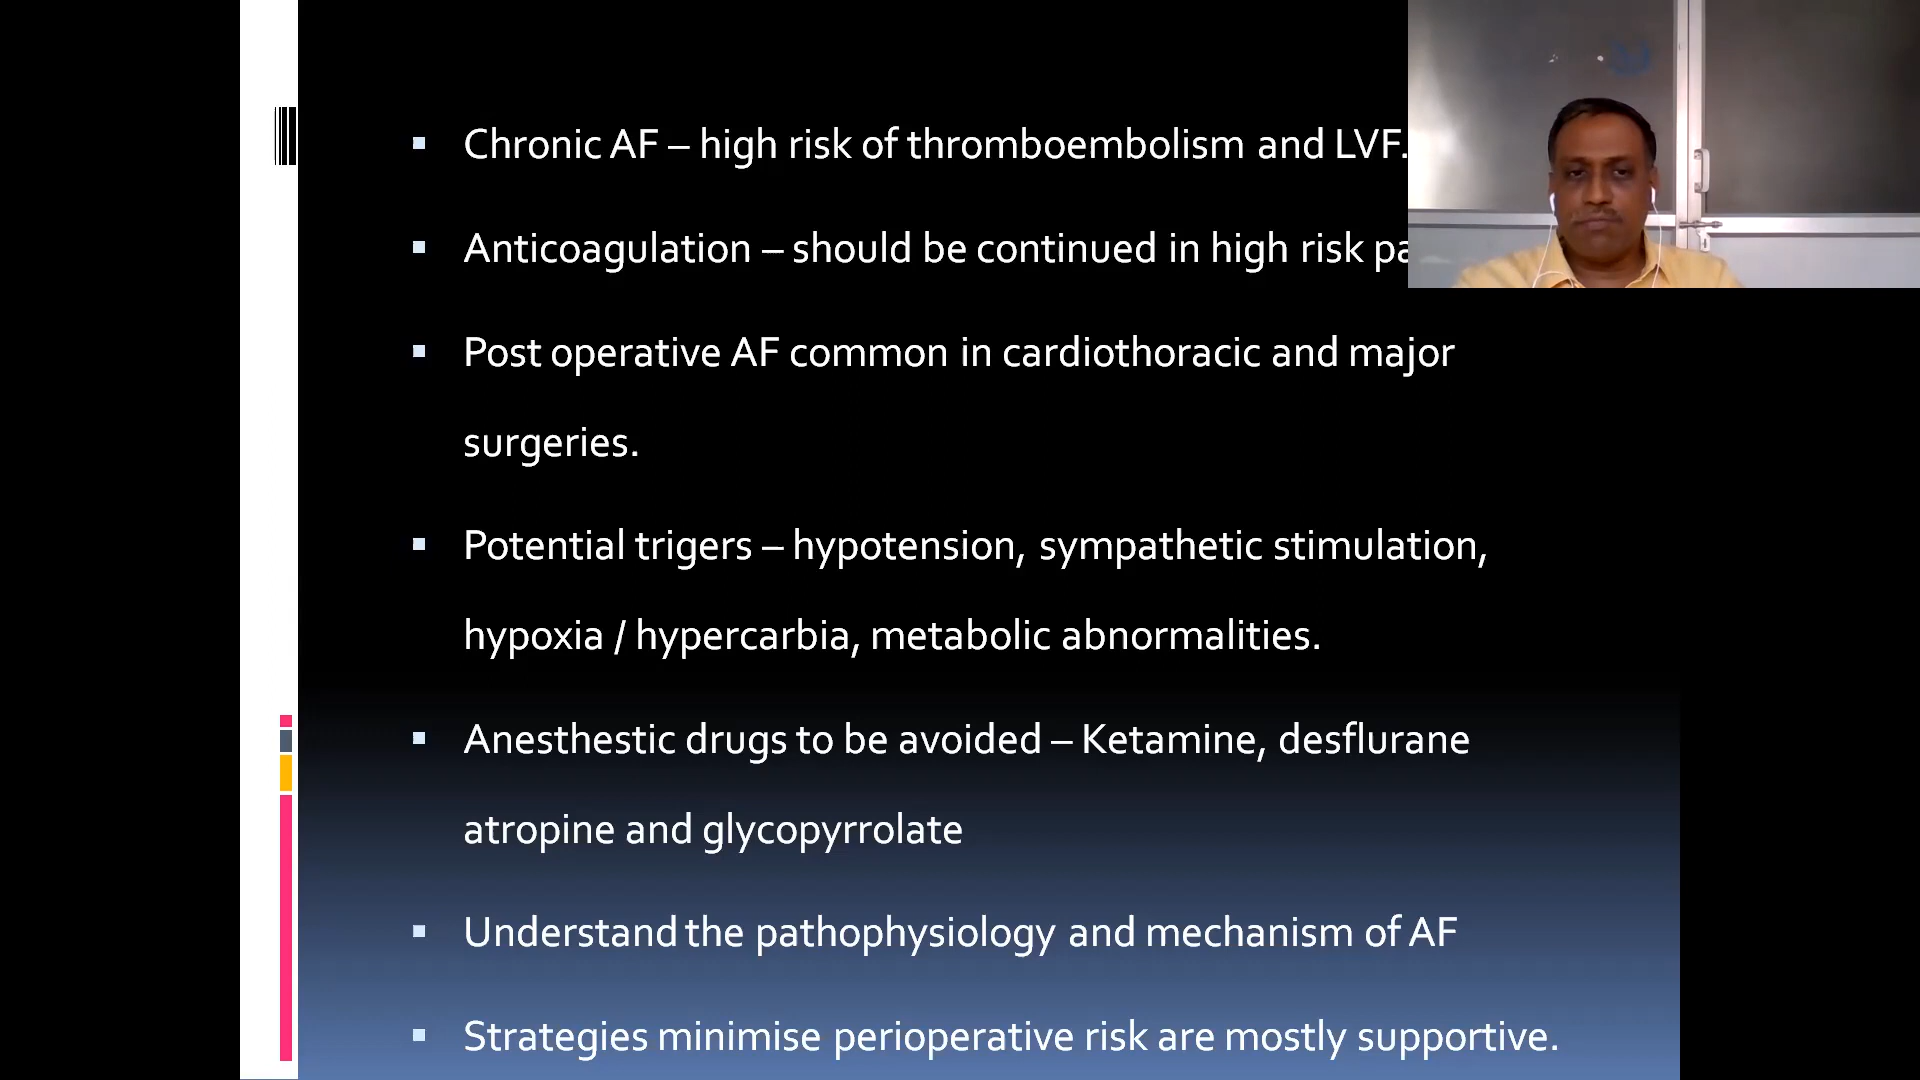 Chronic AF – high risk of thromboembolism and LVF.
Anticoagulation – should be continued in high risk
Post operative AF common in cardiothoracic and major
surgeries.
Potential trigers – hypotension, sympathetic stimulation,
hypoxia / hypercarbia, metabolic abnormalities.
Anesthestic drugs to be avoided – Ketamine, desflurane
atropine and glycopyrrolate
Understand the pathophysiology and mechanism of AF
Strategies minimise perioperative risk are mostly supportive.